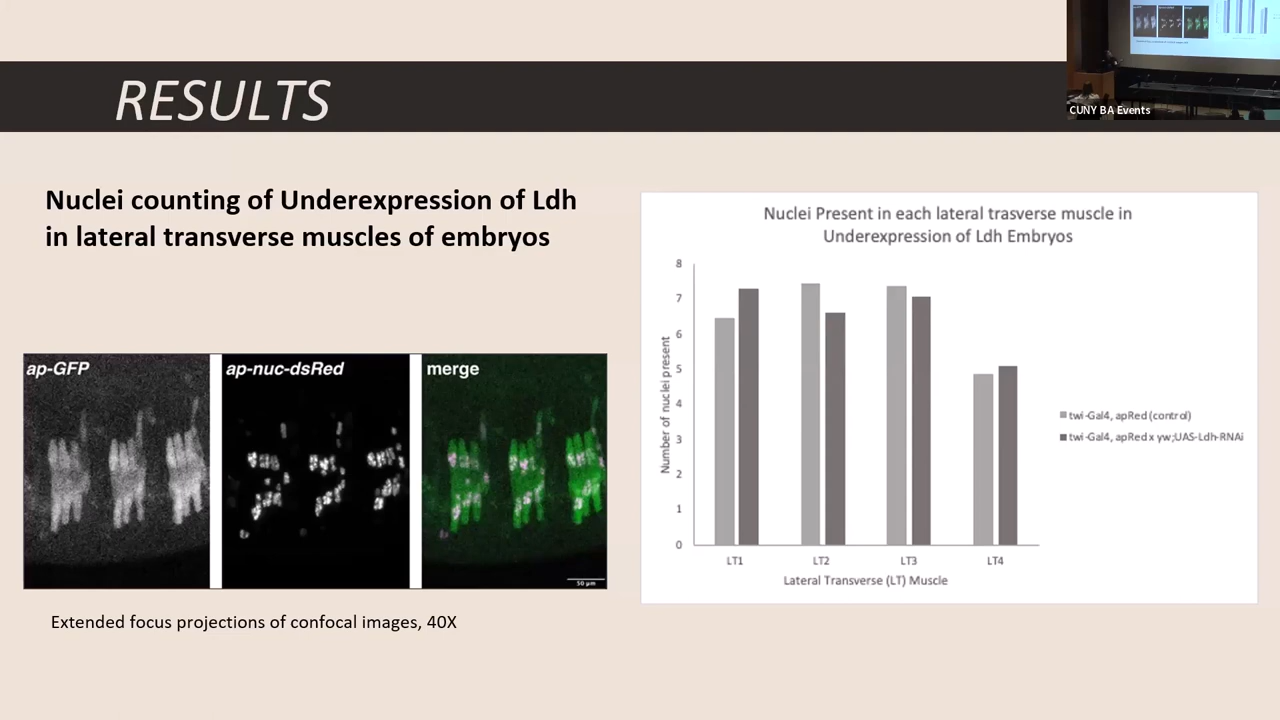 RESULTS
CUNY BA Events
Nuclei counting of Underexpression of Ldh
in lateral transverse muscles of embryos
ap-GFP
ap-nuc-dsRed
merge
50 µm
Extended focus projections of confocal images, 40X
Nuclei Present in each lateral trasverse muscle in
Underexpression of Ldh Embryos
Number of nuclei present
8
7
6
5
4
3
2
1
0
LT1
LT2
LT3
LT4
Lateral Transverse (LT) Muscle
twi-Gal4, apRed (control)
twi-Gal4, apRed x yw;UAS-Ldh-RNAi